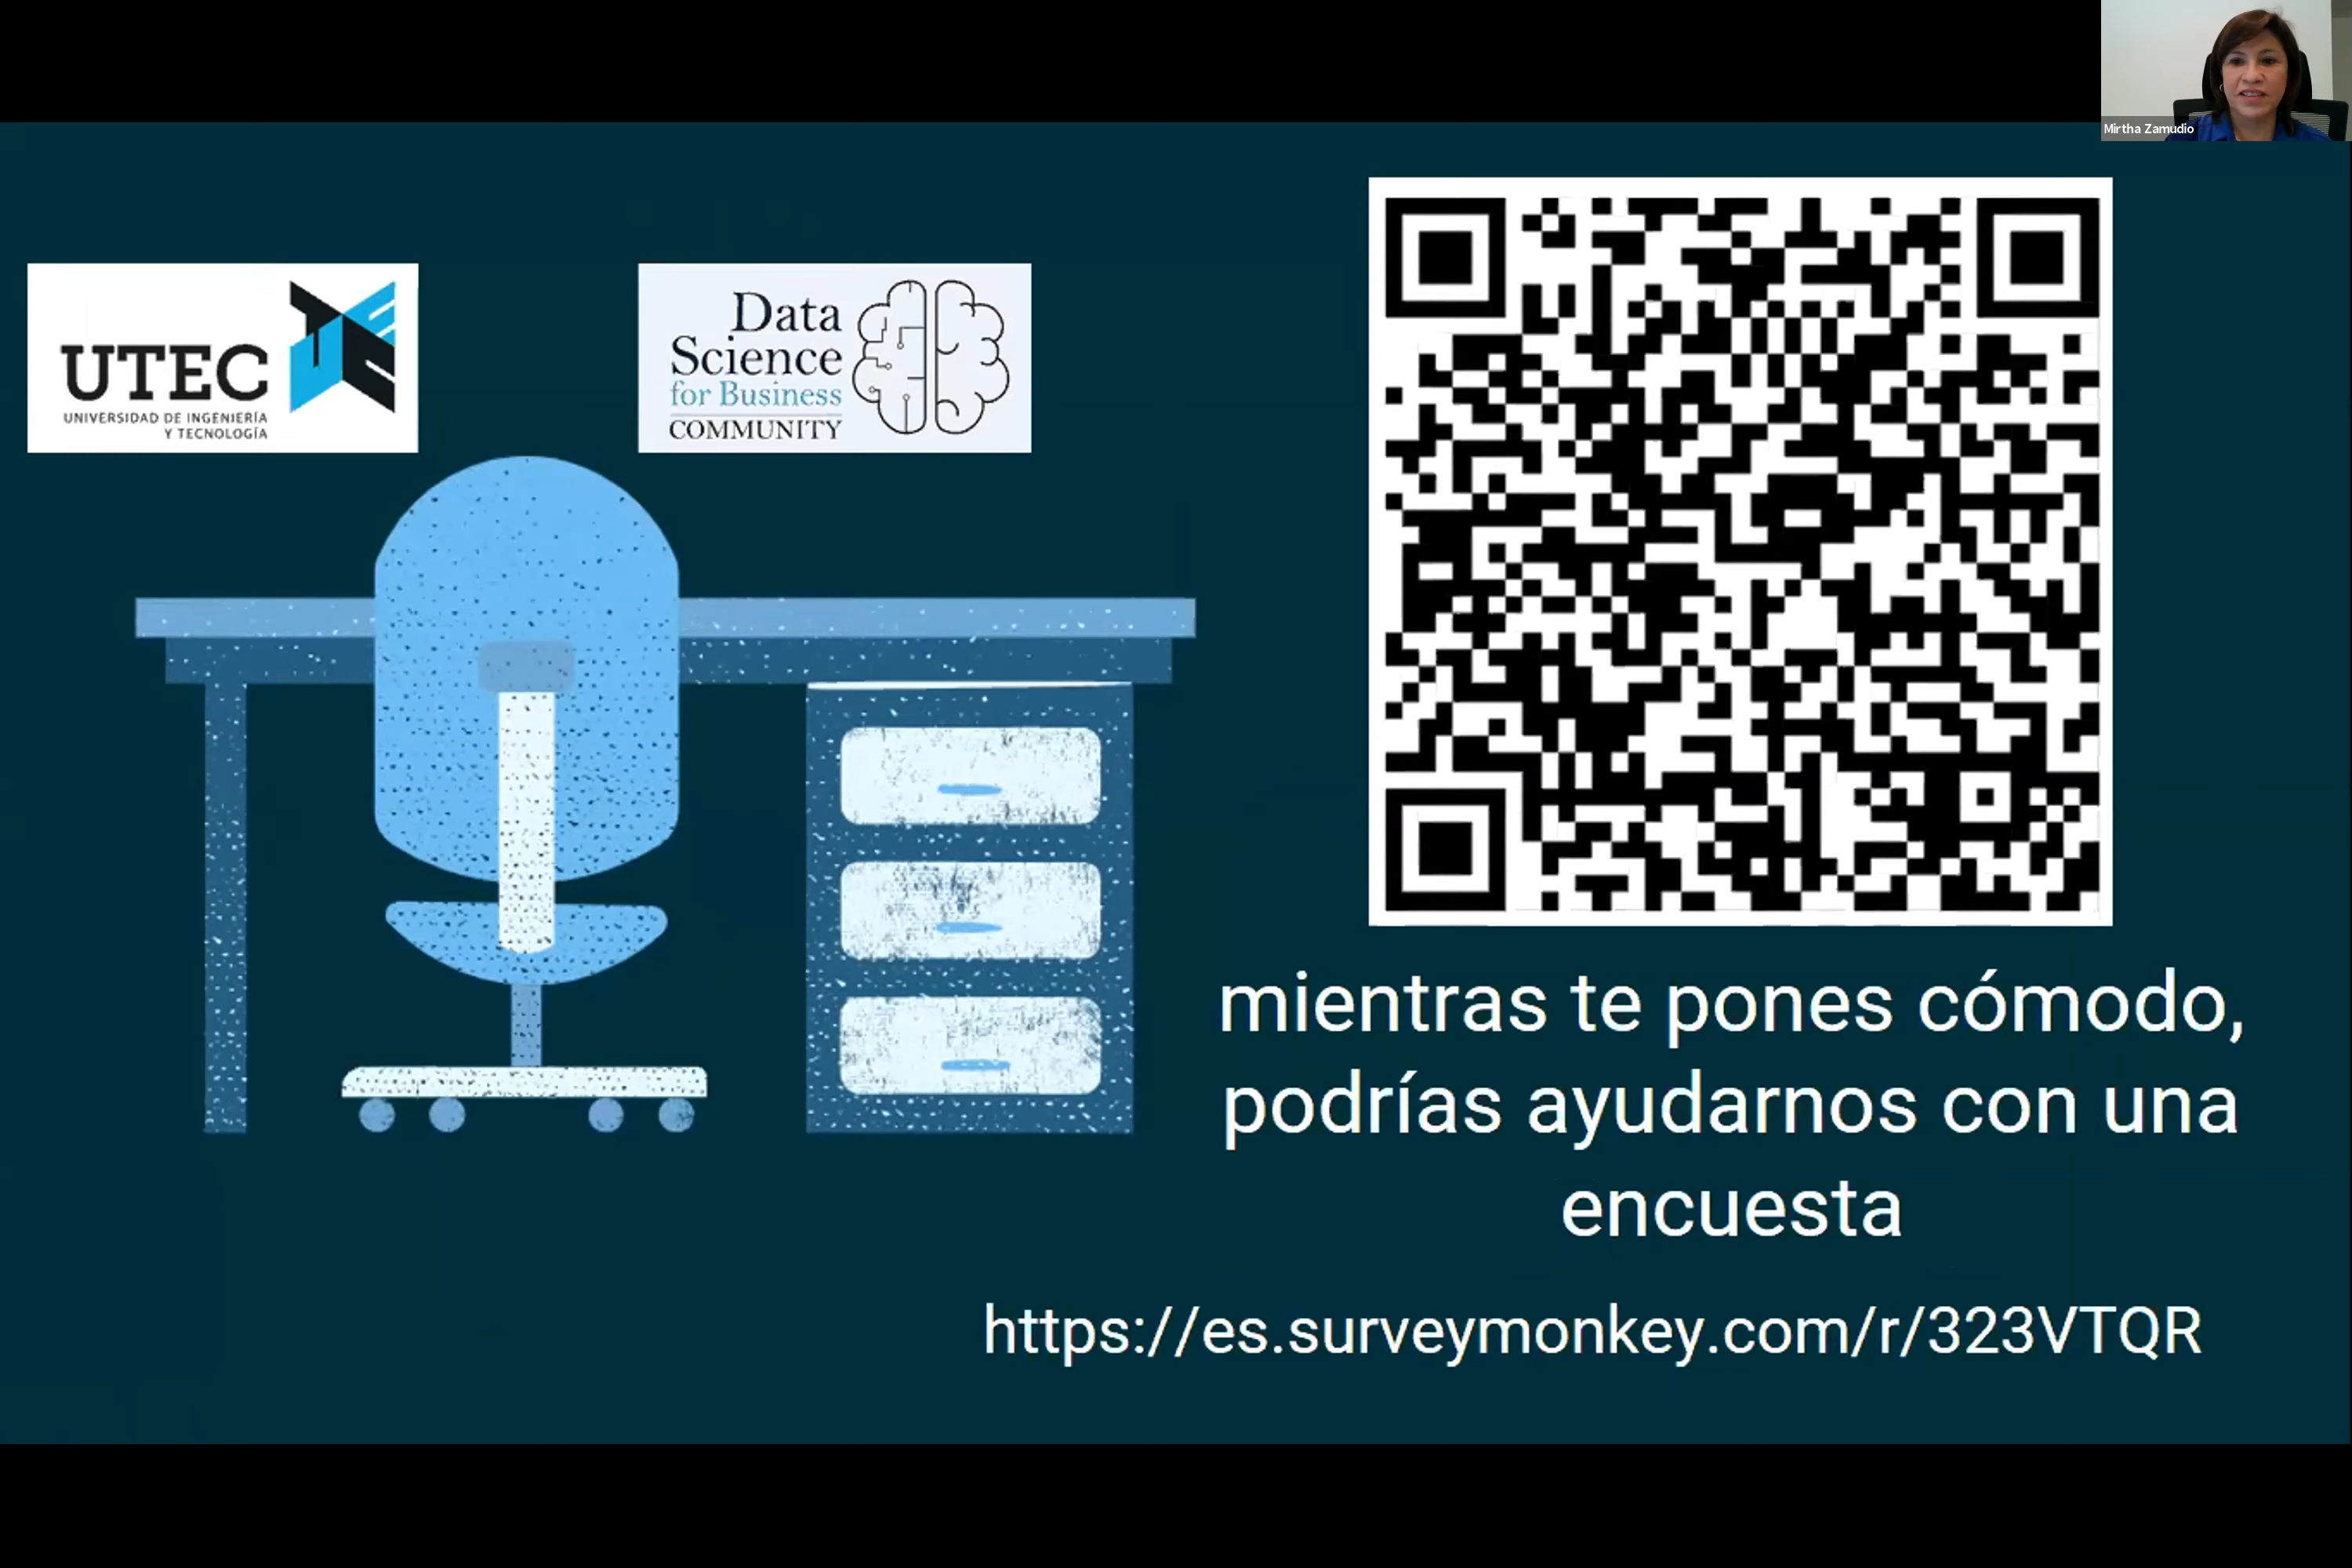 Mirtha Zamudio
UTEC
UNIVERSIDAD DE INGENIERÍA
Y TECNOLOGÍA
UTEC
Data
Science
for Business
COMMUNITY
mientras te pones cómodo,
podrías ayudarnos con una
encuesta
https://es.surveymonkey.com/r/323VTQR